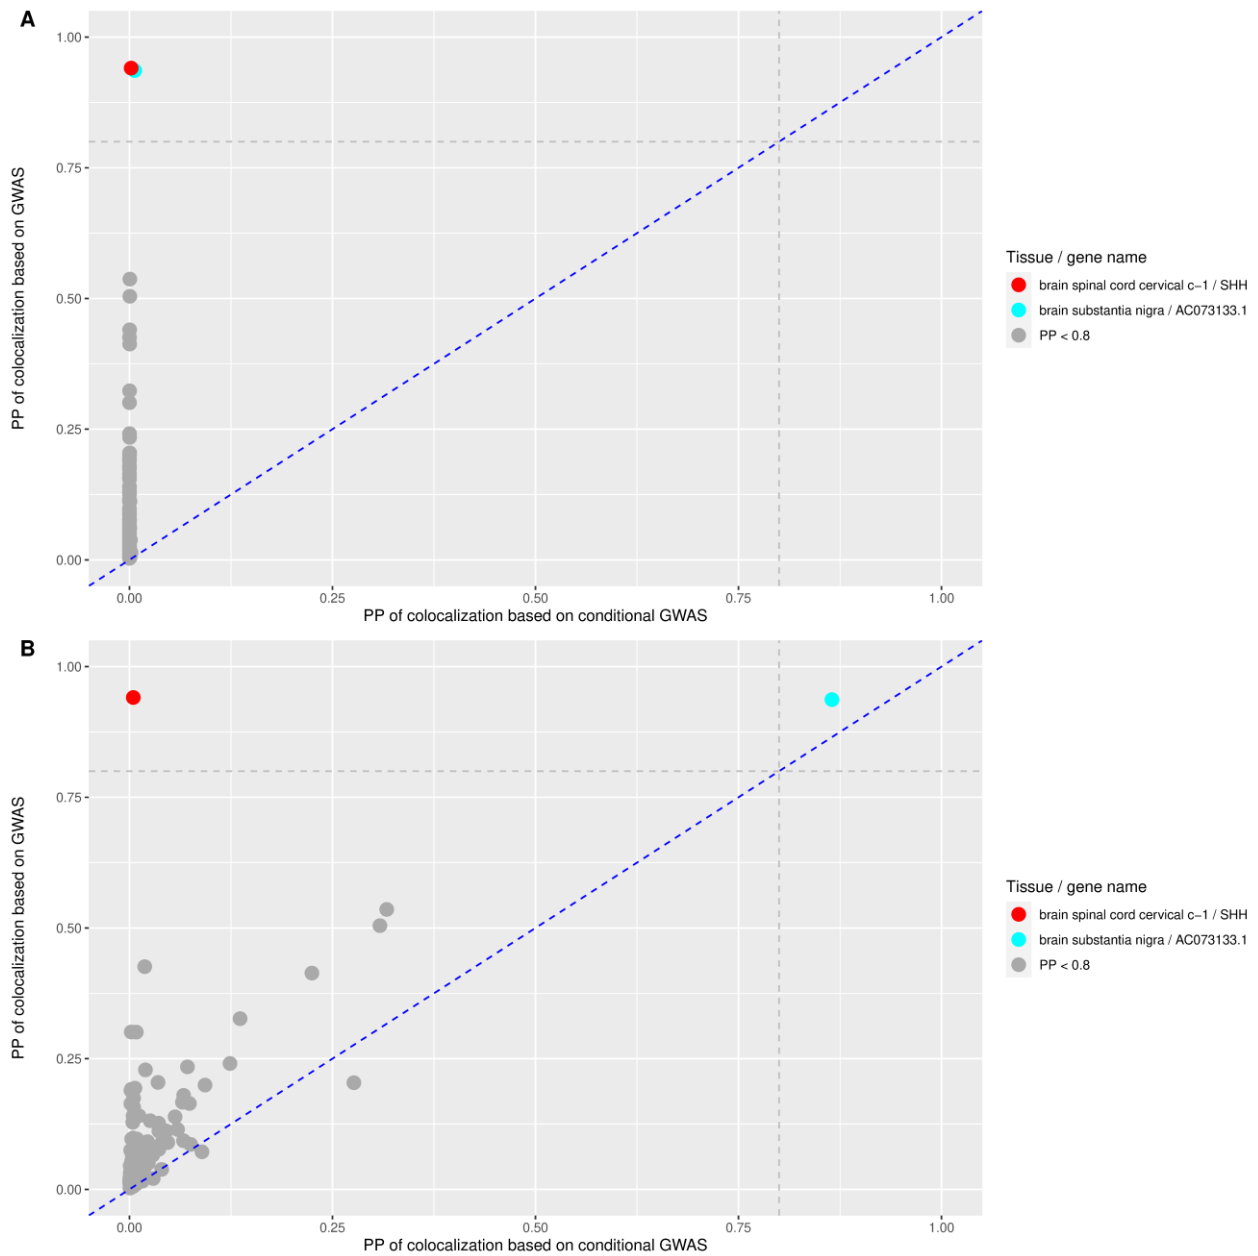 A
1.00
0.75
0.50
0.25
0.00
PP of colocalization based on GWAS
0.00 0.25 0.50 0.75 1.00
PP of colocalization based on conditional GWAS
Tissue / gene name
brain spinal cord cervical c−1 / SHH
brain substantia nigra / AC073133.1
PP < 0.8
B
1.00
0.75
0.50
0.25
0.00
PP of colocalization based on GWAS
0.00 0.25 0.50 0.75 1.00
PP of colocalization based on conditional GWAS
Tissue / gene name
brain spinal cord cervical c−1 / SHH
brain substantia nigra / AC073133.1
PP < 0.8